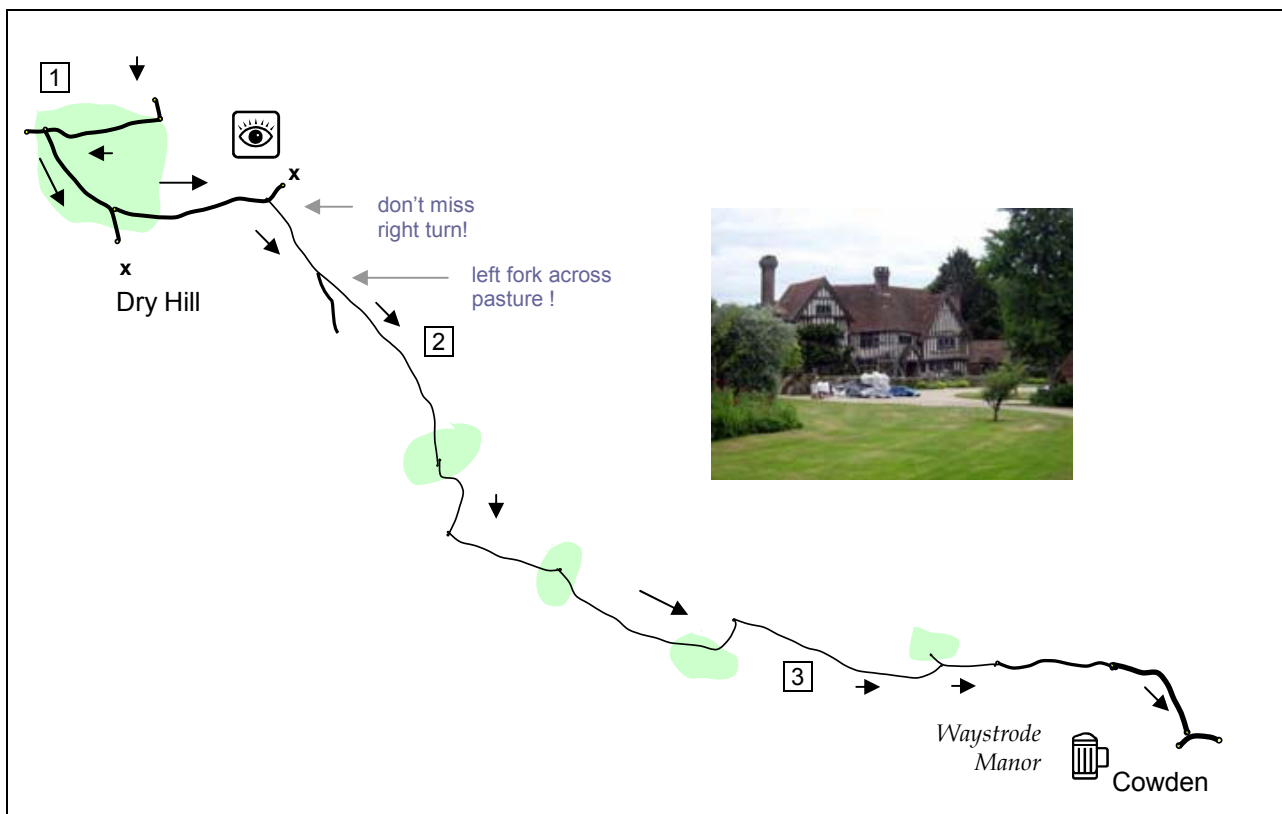 1
x
don't miss
right turn!
left fork across
pasture !
x
Dry Hill
2
3
Waystrode
Manor
Cowden